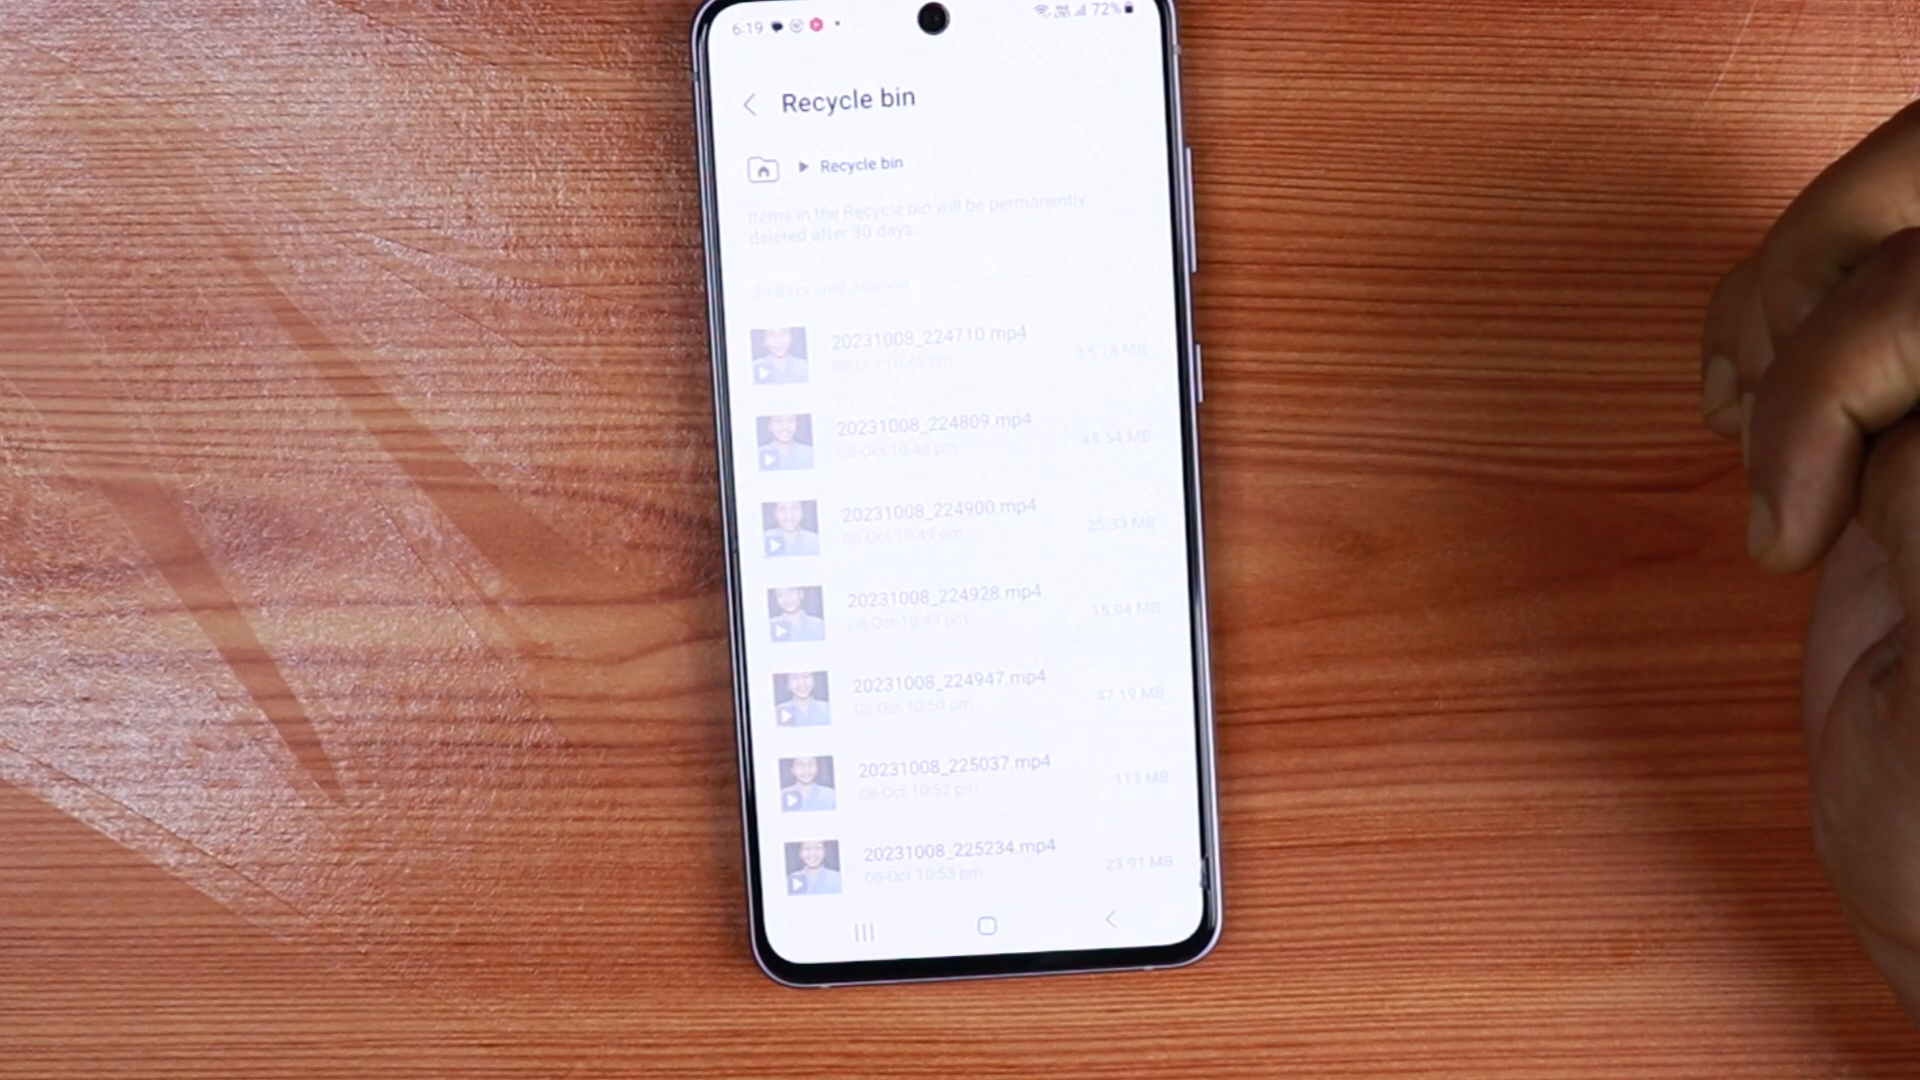 6:19
72%
Recycle bin
Recycle bin
Items in the Recycle bin will be permanently
deleted after 30 days.
29 days until deletion
20231008_224710.mp4
08-Oct 10:48 pm
55.78 MB
20231008_224809.mp4
08-Oct 10:48 pm
48.54 MB
20231008_224900.mp4
08-Oct 10:49 pm
25.33 MB
20231008_224928.mp4
08-Oct 10:49 pm
15.04 MB
20231008_224947.mp4
08-Oct 10:50 pm
47.19 MB
20231008_225037.mp4
08-Oct 10:52 pm
113 MB
20231008_225234.mp4
08-Oct 10:53 pm
23.91 MB